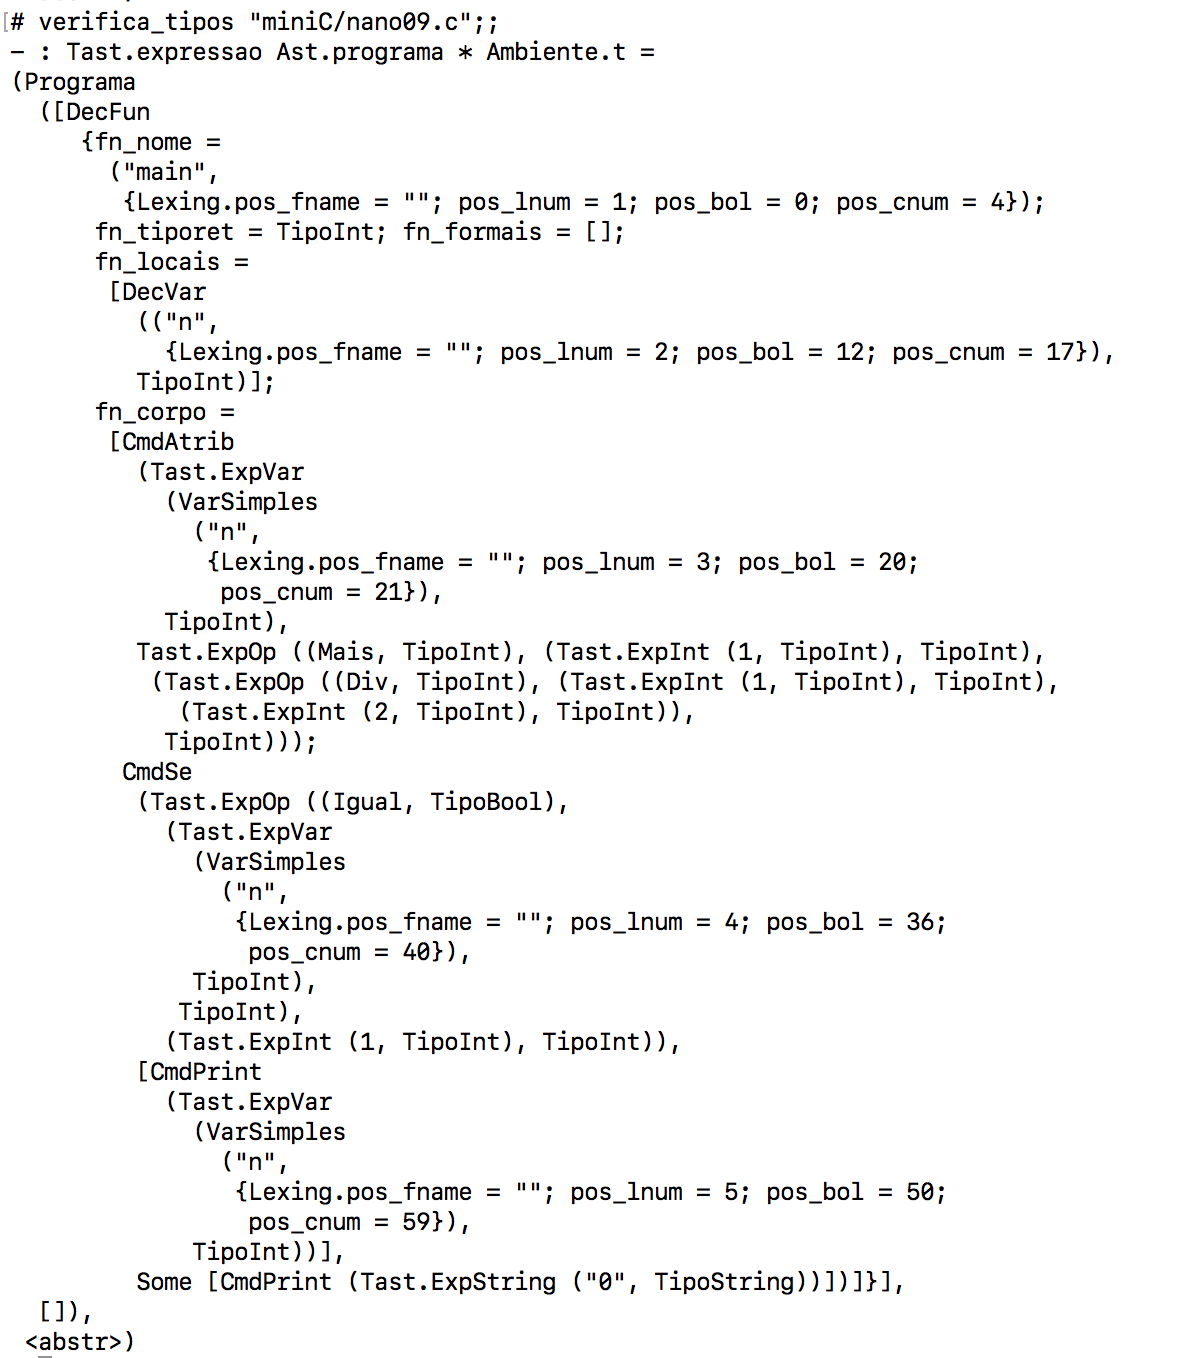 [# verifica_tipos "miniC/nano09.c";;
– : Tast.expressao Ast.programa * Ambiente.t =
(Programa
([DecFun
{fn_nome =
("main",
{Lexing.pos_fname = ""; pos_lnum = 1; pos_bol = 0; pos_cnum = 4});
fn_tiporet = TipoInt; fn_formais = [];
fn_locais =
[DecVar
(("n",
{Lexing.pos_fname = ""; pos_lnum = 2; pos_bol = 12; pos_cnum = 17}),
TipoInt)];
fn_corpo =
[CmdAtrib
(Tast.ExpVar
(VarSimples
("n",
{Lexing.pos_fname = ""; pos_lnum = 3; pos_bol = 20;
pos_cnum = 21}),
TipoInt),
Tast.ExpOp ((Mais, TipoInt), (Tast.ExpInt (1, TipoInt), TipoInt),
(Tast.ExpOp ((Div, TipoInt), (Tast.ExpInt (1, TipoInt), TipoInt),
(Tast.ExpInt (2, TipoInt), TipoInt)),
TipoInt)));
CmdSe
(Tast.ExpOp ((Igual, TipoBool),
(Tast.ExpVar
(VarSimples
("n",
{Lexing.pos_fname = ""; pos_lnum = 4; pos_bol = 36;
pos_cnum = 40}),
TipoInt),
TipoInt),
(Tast.ExpInt (1, TipoInt), TipoInt)),
[CmdPrint
(Tast.ExpVar
(VarSimples
("n",
{Lexing.pos_fname = ""; pos_lnum = 5; pos_bol = 50;
pos_cnum = 59}),
TipoInt))],
Some [CmdPrint (Tast.ExpString ("0", TipoString))])]}],
[]),
<abstr>)